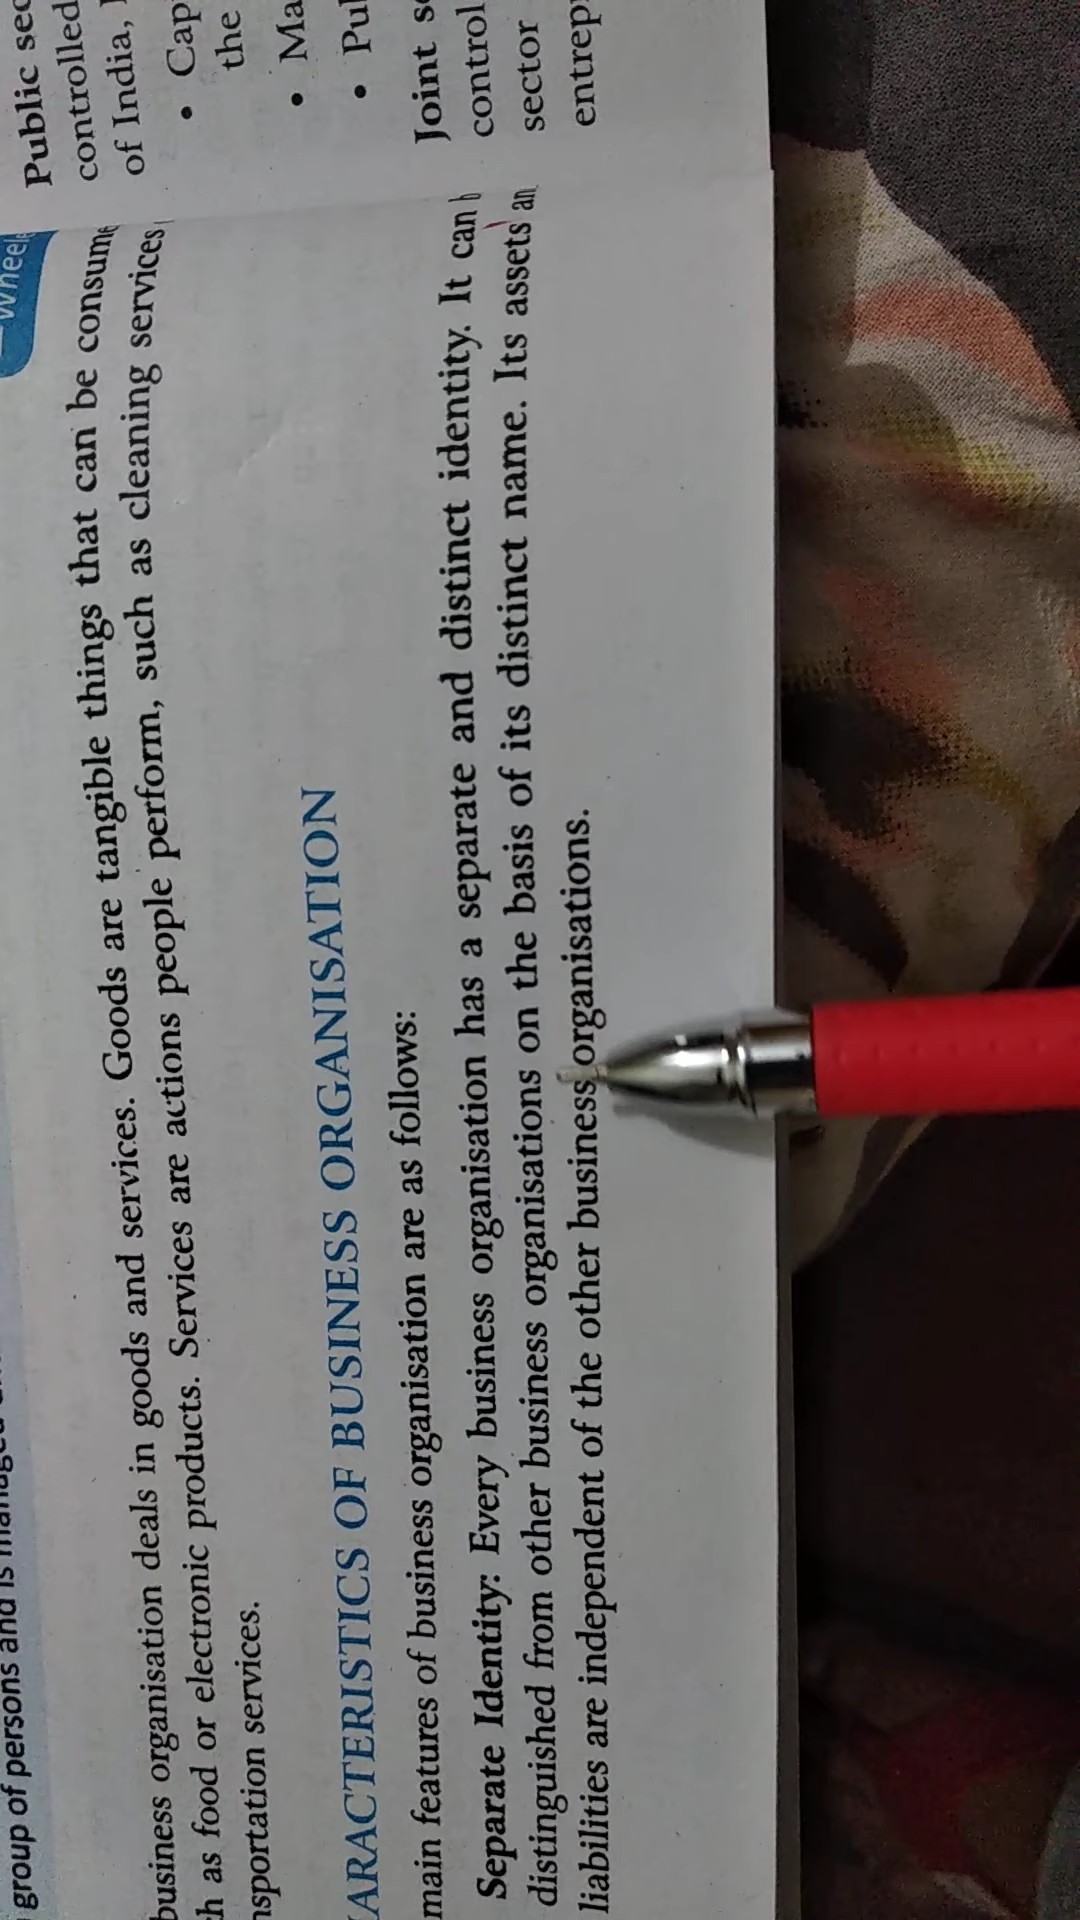 group of persons and is
Wheel
business organisation deals in goods and services. Goods are tangible things that can be consume
h as food or electronic products. Services are actions people perform, such as cleaning services
nsportation services.
ARACTERISTICS OF BUSINESS ORGANISATION
main features of business organisation are as follows:
Separate Identity: Every business organisation has a separate and distinct identity. It can b
distinguished from other business organisations on the basis of its distinct name. Its assets an
liabilities are independent of the other business organisations.
Public sec
controlled
of India,
• Cap
the
• Ma
• Pu
Joint s
control
sector
entrep